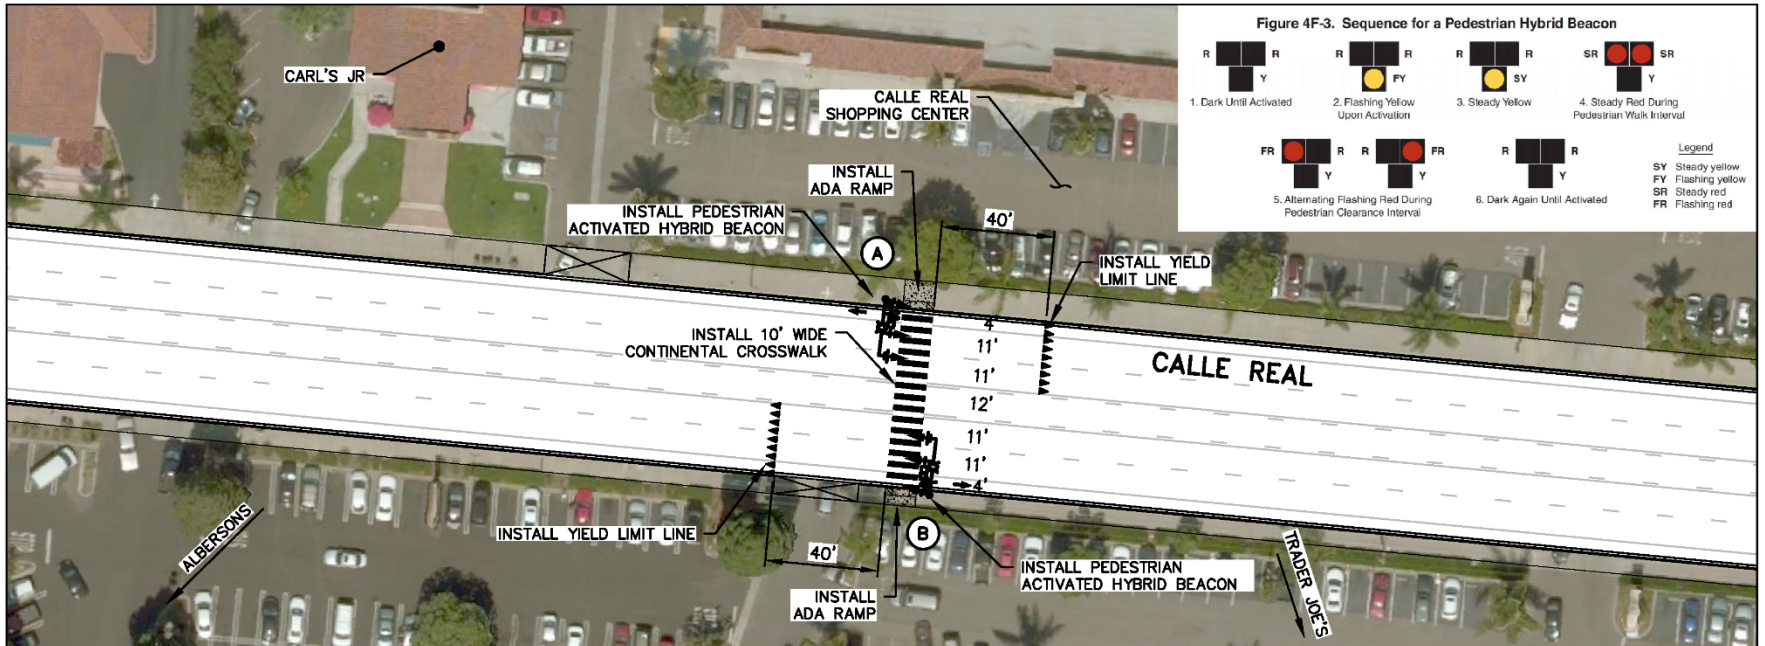 CARL'S JR
CALLE REAL
SHOPPING CENTER
INSTALL
ADA RAMP
INSTALL PEDESTRIAN
ACTIVATED HYBRID BEACON
A
40'
INSTALL YIELD
LIMIT LINE
INSTALL 10' WIDE
CONTINENTAL CROSSWALK
4'
11'
11'
12'
11'
11'
4'
CALLE REAL
INSTALL YIELD LIMIT LINE
40'
B
INSTALL
ADA RAMP
INSTALL PEDESTRIAN
ACTIVATED HYBRID BEACON
ALBERSONS
TRADER JOE'S
Figure 4F-3. Sequence for a Pedestrian Hybrid Beacon
R R
Y
1. Dark Until Activated
R R
FY
2. Flashing Yellow
Upon Activation
R R
SY
3. Steady Yellow
SR SR
Y
4. Steady Red During
Pedestrian Walk Interval
FR R R FR
Y Y
5. Alternating Flashing Red During
Pedestrian Clearance Interval
R R
Y
6. Dark Again Until Activated
Legend
SY Steady yellow
FY Flashing yellow
SR Steady red
FR Flashing red